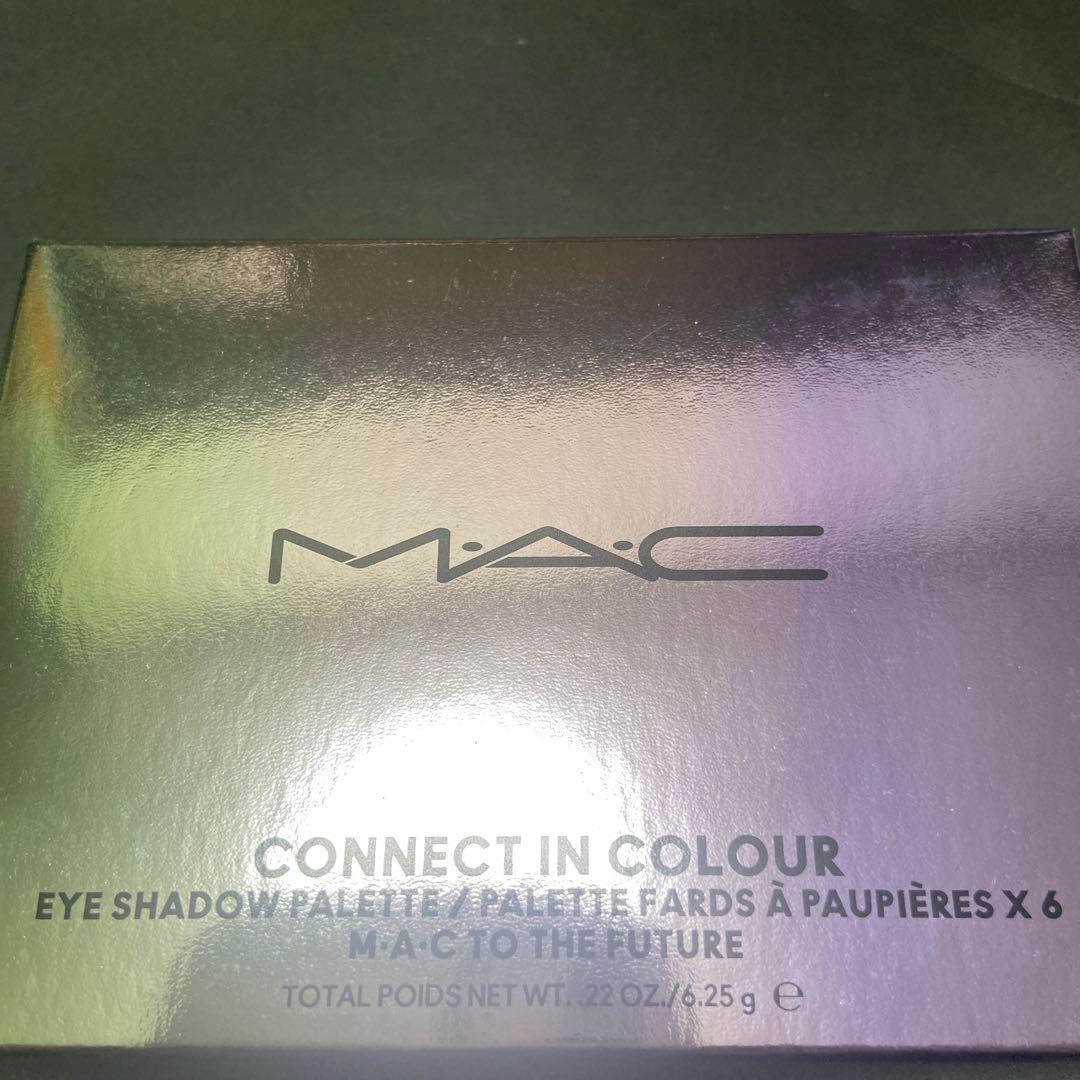 M·A·C
CONNECT IN COLOUR
EYE SHADOW PALETTE / PALETTE FARDS À PAUPIÈRES X 6
M·A·C TO THE FUTURE
TOTAL POIDS NET WT. .22 OZ./6.25 g ℮